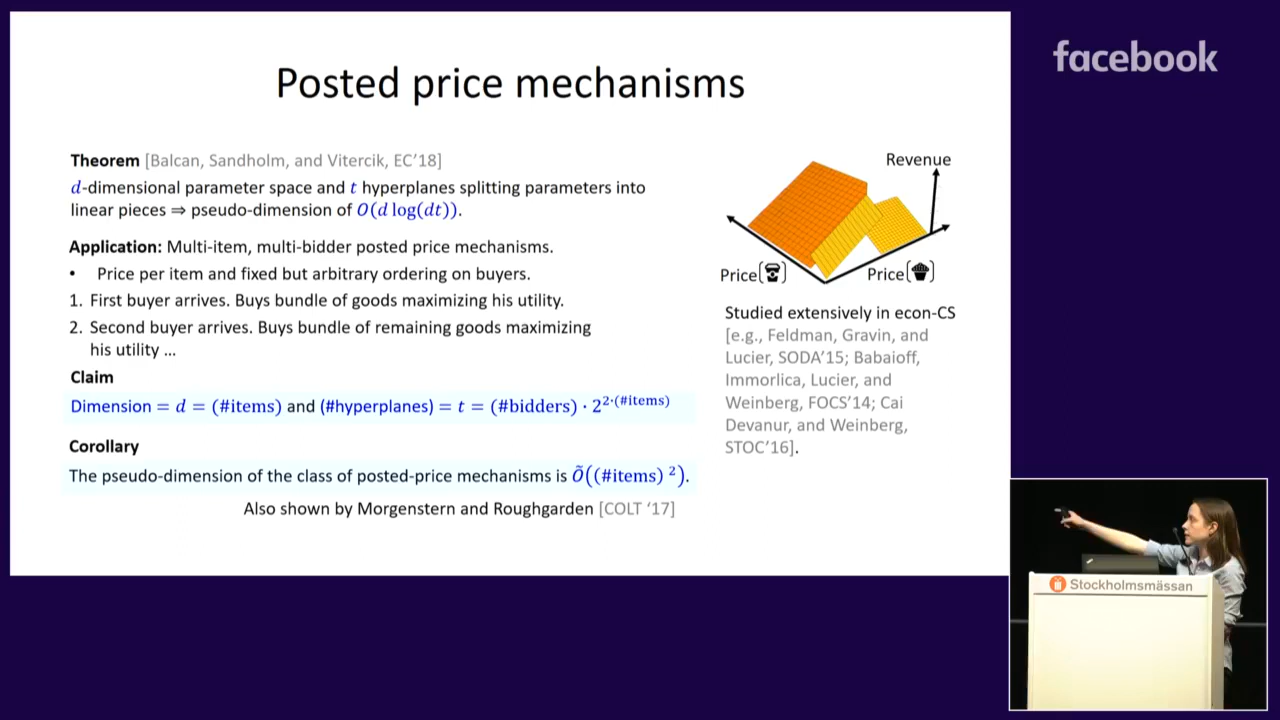 facebook
Posted price mechanisms
Theorem [Balcan, Sandholm, and Vitercik, EC'18]
d-dimensional parameter space and t hyperplanes splitting parameters into
linear pieces ⇒ pseudo-dimension of O(d log(dt)).
Application: Multi-item, multi-bidder posted price mechanisms.
• Price per item and fixed but arbitrary ordering on buyers.
1. First buyer arrives. Buys bundle of goods maximizing his utility.
2. Second buyer arrives. Buys bundle of remaining goods maximizing
his utility ...
Claim
Dimension = d = (#items) and (#hyperplanes) = t = (#bidders) · 2^{2·(#items)}
Corollary
The pseudo-dimension of the class of posted-price mechanisms is Õ((#items)²).
Also shown by Morgenstern and Roughgarden [COLT '17]
Revenue
Price( )
Price( )
Studied extensively in econ-CS
[e.g., Feldman, Gravin, and
Lucier, SODA'15; Babaioff,
Immorlica, Lucier, and
Weinberg, FOCS'14; Cai
Devanur, and Weinberg,
STOC'16].
Stockholmsmässan